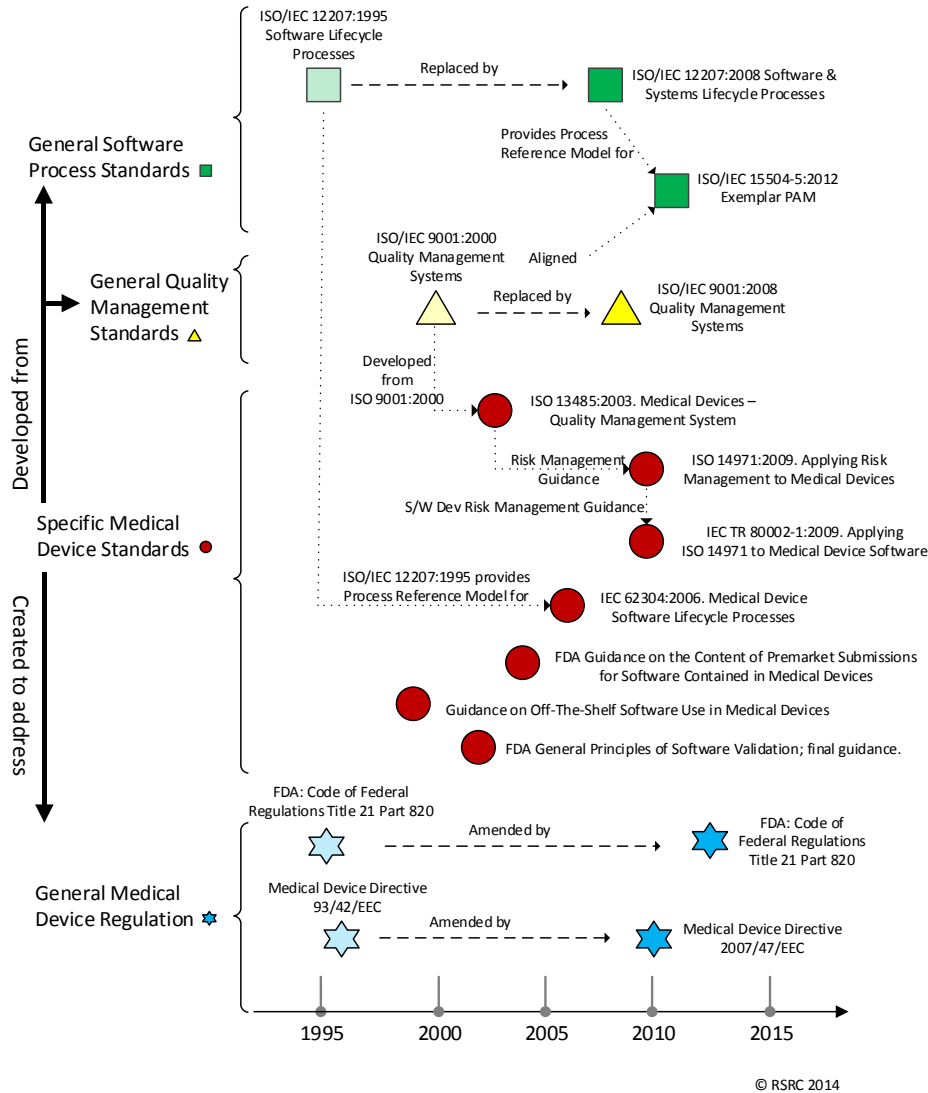 ISO/IEC 12207:1995
Software Lifecycle
Processes
Replaced by
ISO/IEC 12207:2008 Software &
Systems Lifecycle Processes
General Software
Process Standards
Provides Process
Reference Model for
ISO/IEC 15504-5:2012
Exemplar PAM
ISO/IEC 9001:2000
Quality Management
Systems
Aligned
General Quality
Management
Standards
Replaced by
ISO/IEC 9001:2008
Quality Management
Systems
Developed from
Developed
from
ISO 9001:2000
ISO 13485:2003. Medical Devices –
Quality Management System
Risk Management
Guidance
ISO 14971:2009. Applying Risk
Management to Medical Devices
S/W Dev Risk Management Guidance
Specific Medical
Device Standards
IEC TR 80002-1:2009. Applying
ISO 14971 to Medical Device Software
ISO/IEC 12207:1995 provides
Process Reference Model for
IEC 62304:2006. Medical Device
Software Lifecycle Processes
Created to address
FDA Guidance on the Content of Premarket Submissions
for Software Contained in Medical Devices
Guidance on Off-The-Shelf Software Use in Medical Devices
FDA General Principles of Software Validation; final guidance.
FDA: Code of Federal
Regulations Title 21 Part 820
Amended by
FDA: Code of
Federal Regulations
Title 21 Part 820
General Medical
Device Regulation
Medical Device Directive
93/42/EEC
Amended by
Medical Device Directive
2007/47/EEC
1995
2000
2005
2010
2015
© RSRC 2014